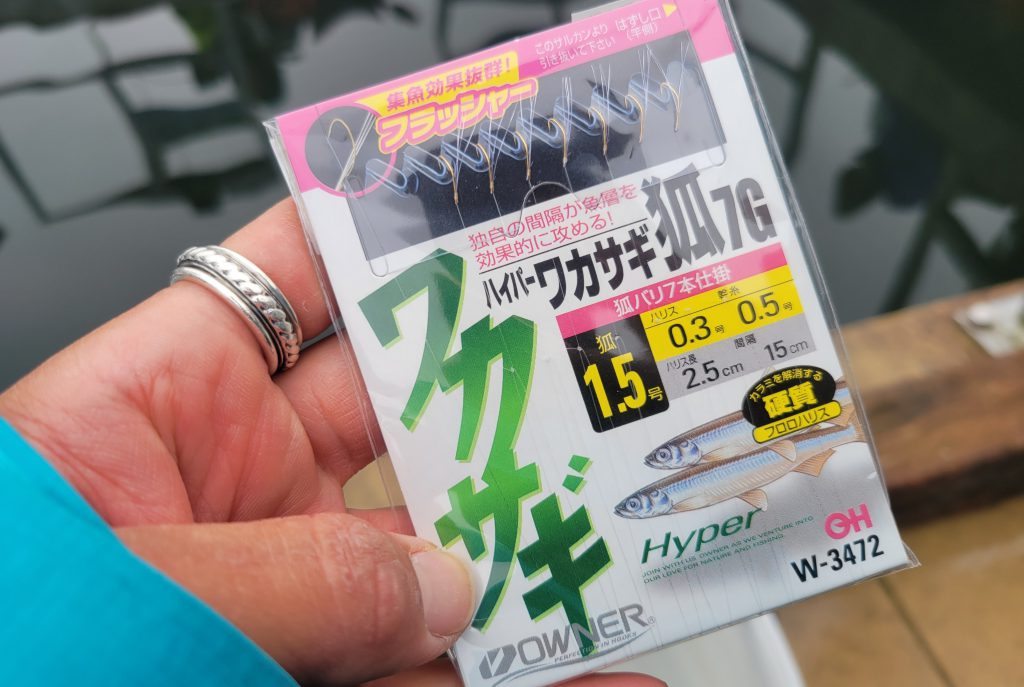 このサルカンより はずし口
引き抜いて下さい (竿側)
集魚効果抜群!
フラッシャー
独自の間隔が魚層を
効果的に攻める!
ハイパーワカサギ狐7G
狐バリ7本仕掛
狐 1.5号
ハリス 0.3号
幹糸 0.5号
ハリス長 2.5cm
間隔 15cm
カラミを解消する
硬質
フロロハリス
ワカサギ
Hyper
JOIN WITH US OWNER AS WE VENTURE INTO
OUR LOVE FOR NATURE AND FISHING.
OH
W-3472
OWNER®
PERFECTION IN HOOKS